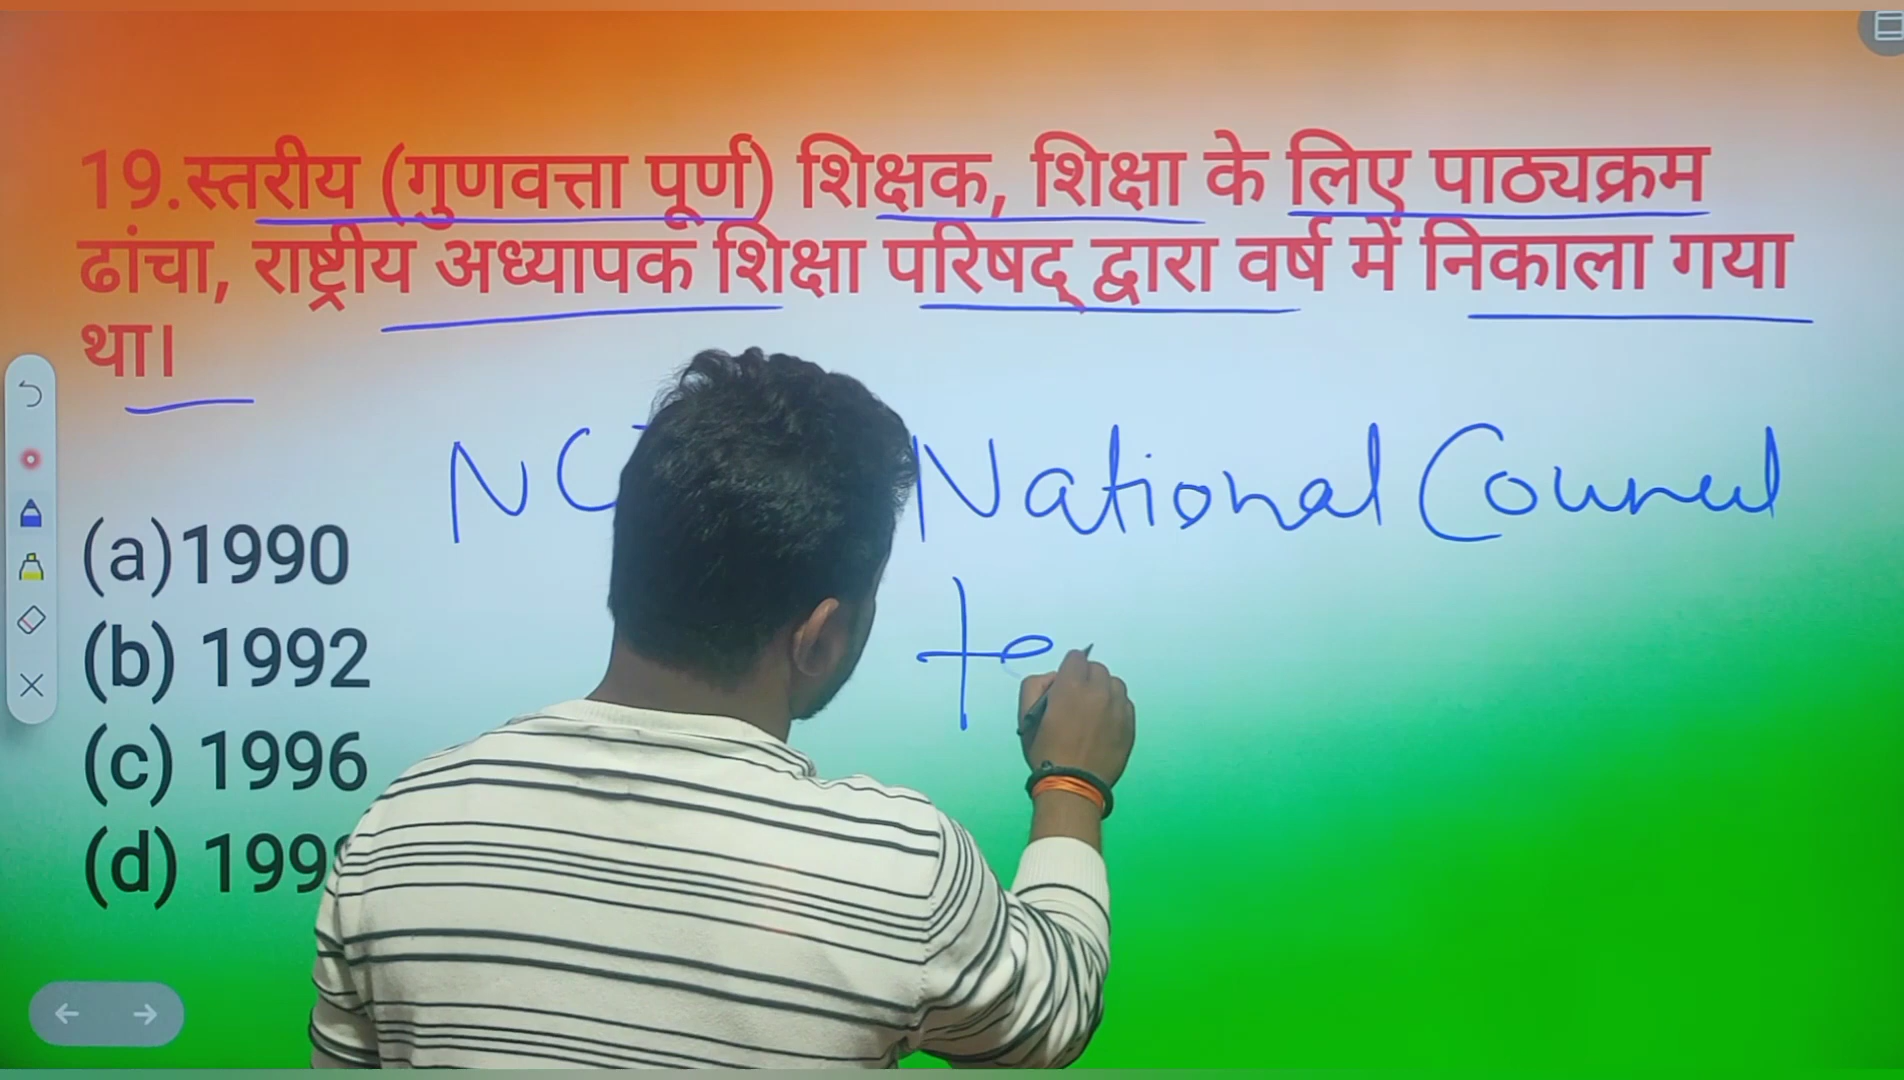 19.स्तरीय (गुणवत्ता पूर्ण) शिक्षक, शिक्षा के लिए पाठ्यक्रम
ढांचा, राष्ट्रीय अध्यापक शिक्षा परिषद् द्वारा वर्ष में निकाला गया
था।
NC National Council
te
(a)1990
(b) 1992
(c) 1996
(d) 199